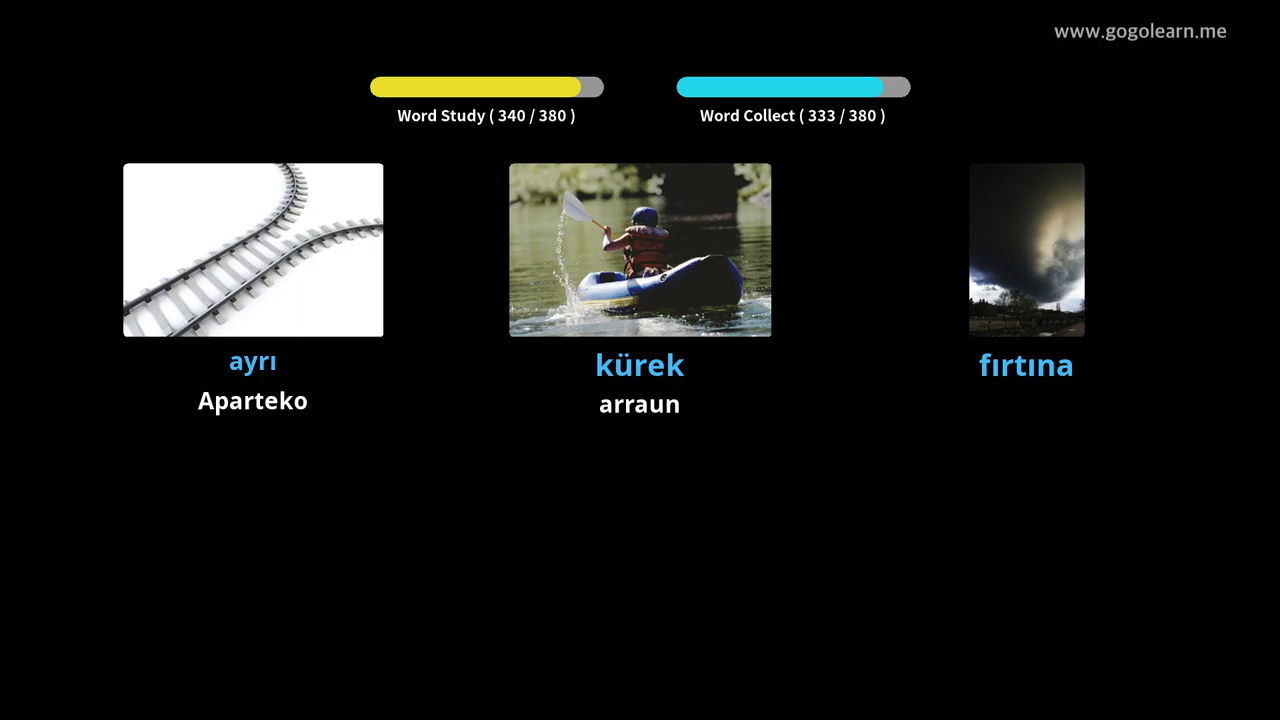 www.gogolearn.me
Word Study ( 340 / 380 )
Word Collect ( 333 / 380 )
ayrı
Aparteko
kürek
arraun
fırtına